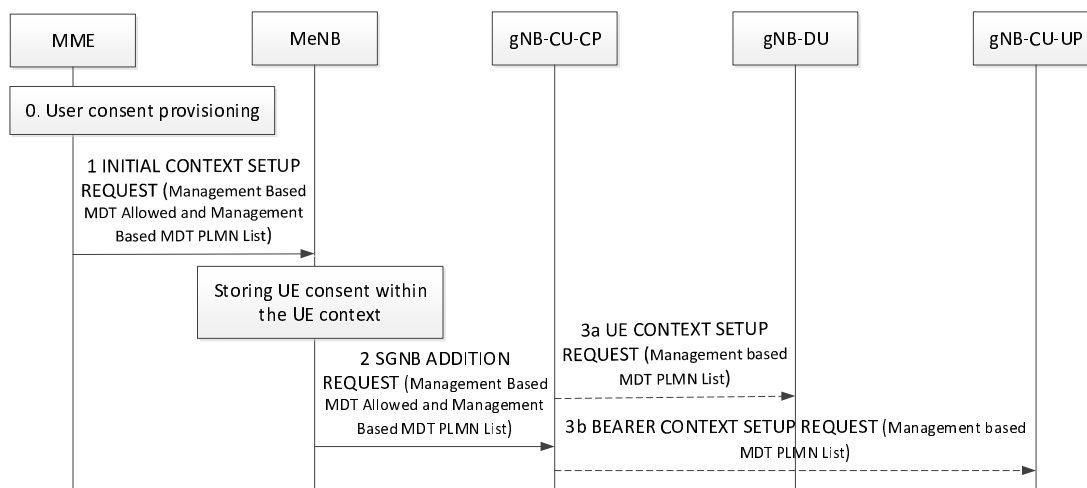 MME
MeNB
gNB-CU-CP
gNB-DU
gNB-CU-UP
0. User consent provisioning
1 INITIAL CONTEXT SETUP
REQUEST (Management Based
MDT Allowed and Management
Based MDT PLMN List)
Storing UE consent within
the UE context
2 SGNB ADDITION
REQUEST (Management Based
MDT Allowed and Management
Based MDT PLMN List)
3a UE CONTEXT SETUP
REQUEST (Management based
MDT PLMN List)
3b BEARER CONTEXT SETUP REQUEST (Management based
MDT PLMN List)